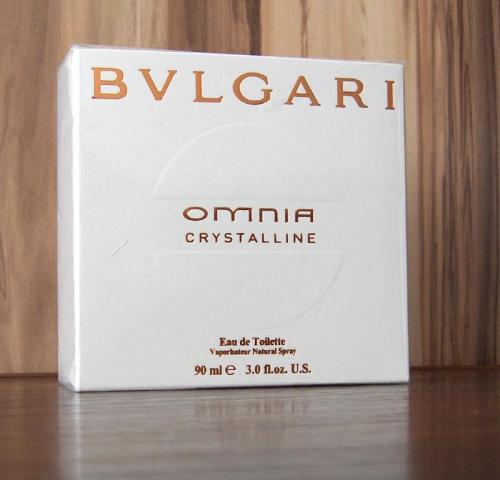 BVLGARI
OMNIA
CRYSTALLINE
Eau de Toilette
Vaporisateur Natural Spray
90 ml ℮ 3.0 fl.oz. U.S.